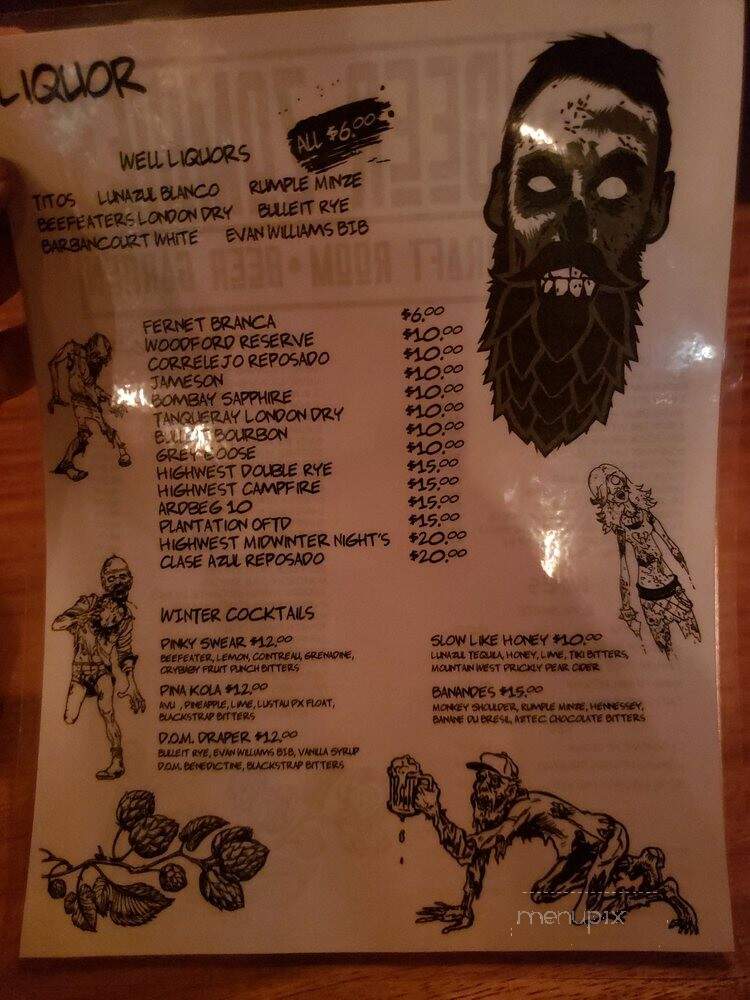 LIQUOR
ALL $6.00
WELL LIQUORS
TITOS LUNAZUL BLANCO RUMPLE MINZE
BEEFEATERS LONDON DRY BULLEIT RYE
BARBANCOURT WHITE EVAN WILLIAMS BIB
FERNET BRANCA $6.00
WOODFORD RESERVE $10.00
CORRELEJO REPOSADO $10.00
JAMESON $10.00
BOMBAY SAPPHIRE $10.00
TANQUERAY LONDON DRY $10.00
BULLEIT BOURBON $10.00
GREY GOOSE $10.00
HIGHWEST DOUBLE RYE $15.00
HIGHWEST CAMPFIRE $15.00
ARDBEG 10 $15.00
PLANTATION OFTD $15.00
HIGHWEST MIDWINTER NIGHT'S $20.00
CLASE AZUL REPOSADO $20.00
WINTER COCKTAILS
PINKY SWEAR $12.00
BEEFEATER, LEMON, COINTREAU, GRENADINE,
CRYBABY FRUIT PUNCH BITTERS
PINA KOLA $12.00
AVU , PINEAPPLE, LIME, LUSTAU PX FLOAT,
BLACKSTRAP BITTERS
D.O.M. DRAPER $12.00
BULLEIT RYE, EVAN WILLIAMS BIB, VANILLA SYRUP
D.O.M. BENEDICTINE, BLACKSTRAP BITTERS
SLOW LIKE HONEY $10.00
LUNAZUL TEQUILA, HONEY, LIME, TIKI BITTERS,
MOUNTAIN WEST PRICKLY PEAR CIDER
BANANDES $15.00
MONKEY SHOULDER, RUMPLE MINZE, HENNESSEY,
BANANE DU BRESIL, AZTEC CHOCOLATE BITTERS
menupix